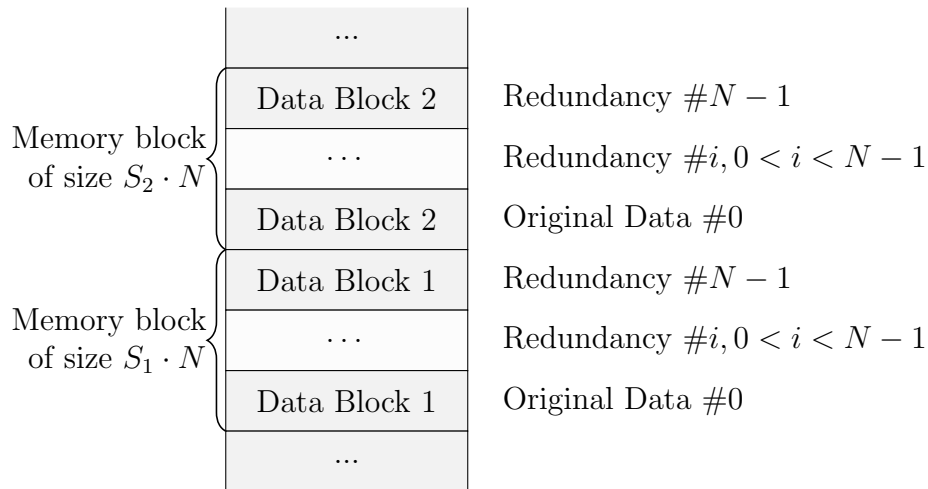 ...
Data Block 2 Redundancy #N − 1
Memory block
of size S₂ · N
· · · Redundancy #i, 0 < i < N − 1
Data Block 2 Original Data #0
Data Block 1 Redundancy #N − 1
Memory block
of size S₁ · N
· · · Redundancy #i, 0 < i < N − 1
Data Block 1 Original Data #0
...